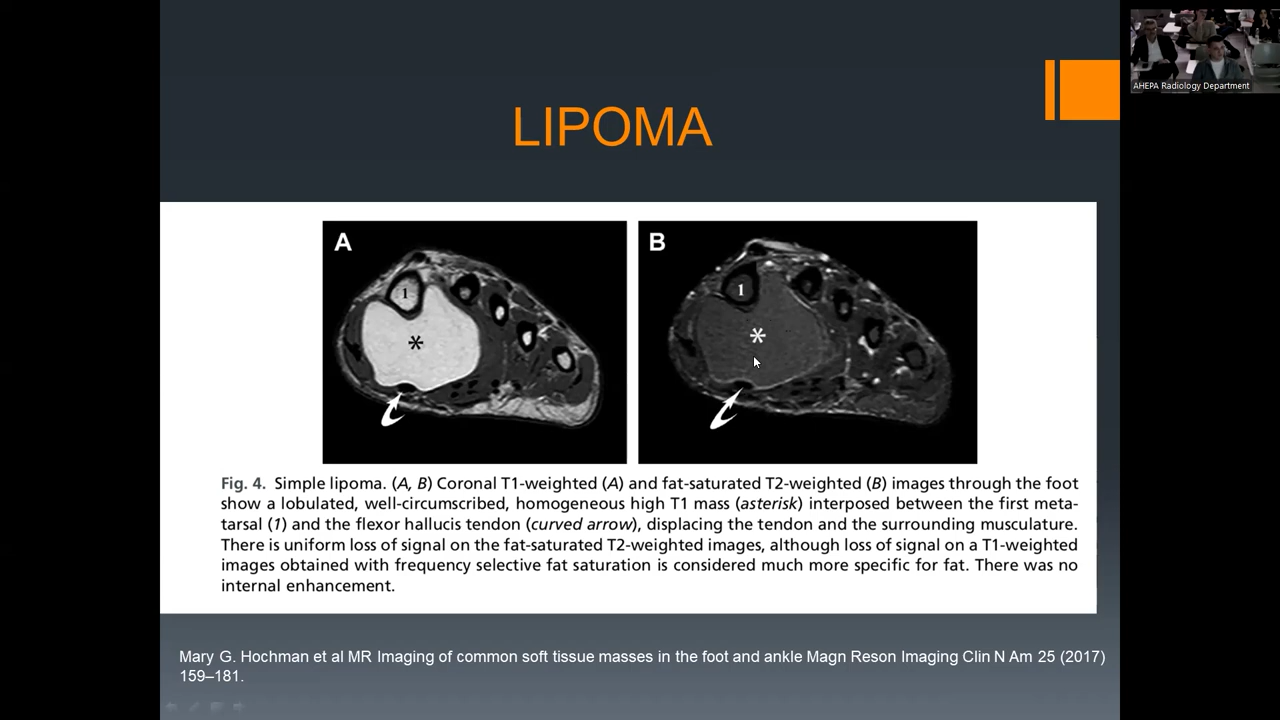 AHEPA Radiology Department
LIPOMA
A
B
1
1
*
*
Fig. 4. Simple lipoma. (A, B) Coronal T1-weighted (A) and fat-saturated T2-weighted (B) images through the foot
show a lobulated, well-circumscribed, homogeneous high T1 mass (asterisk) interposed between the first meta-
tarsal (1) and the flexor hallucis tendon (curved arrow), displacing the tendon and the surrounding musculature.
There is uniform loss of signal on the fat-saturated T2-weighted images, although loss of signal on a T1-weighted
images obtained with frequency selective fat saturation is considered much more specific for fat. There was no
internal enhancement.
Mary G. Hochman et al MR Imaging of common soft tissue masses in the foot and ankle Magn Reson Imaging Clin N Am 25 (2017)
159–181.